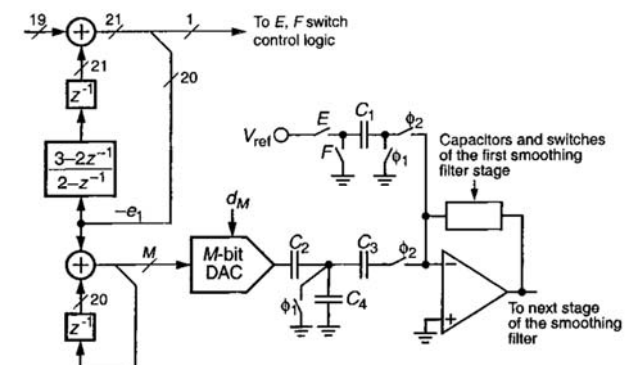 19
21
1
To E, F switch
control logic
21
20
z⁻¹
3–2z⁻¹
2–z⁻¹
–e₁
E
C₁
ϕ₂
V_ref
F
ϕ₁
Capacitors and switches
of the first smoothing
filter stage
d_M
M
M-bit
DAC
C₂
C₃
ϕ₂
ϕ₁
C₄
–
+
20
z⁻¹
To next stage
of the smoothing
filter